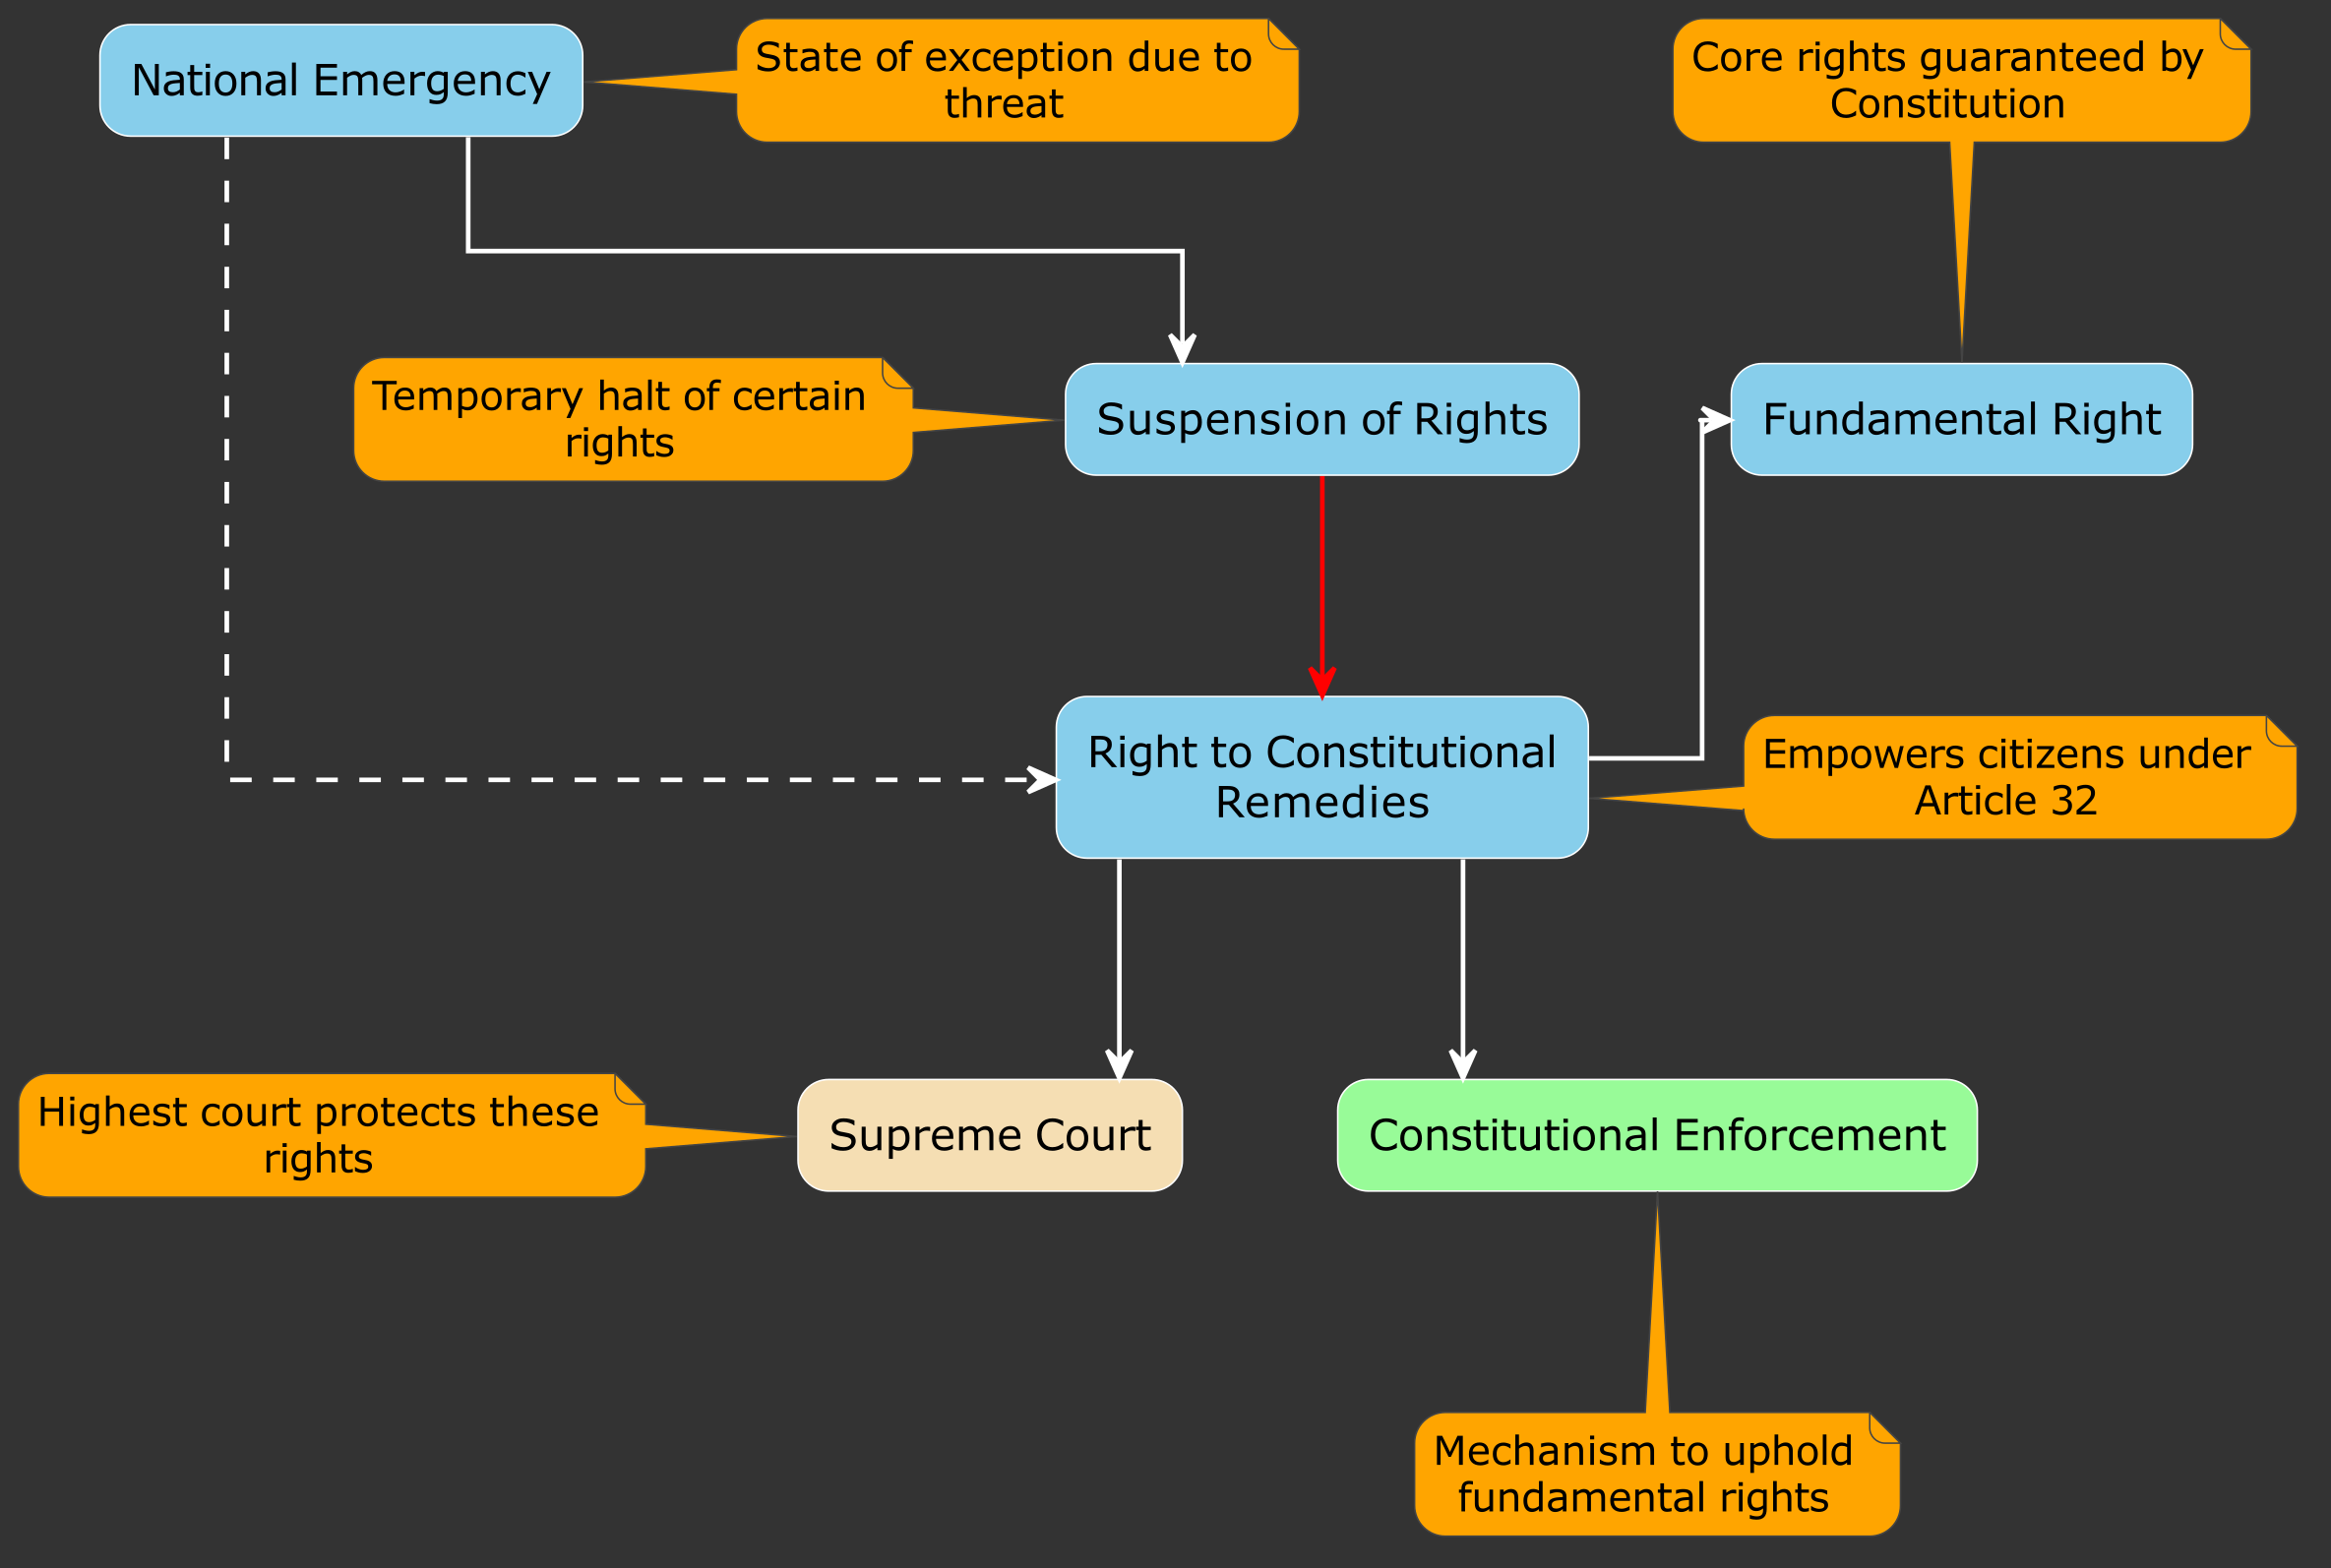 National Emergency
State of exception due to
threat
Core rights guaranteed by
Constitution
Temporary halt of certain
rights
Suspension of Rights
Fundamental Right
Right to Constitutional
Remedies
Empowers citizens under
Article 32
Highest court protects these
rights
Supreme Court
Constitutional Enforcement
Mechanism to uphold
fundamental rights